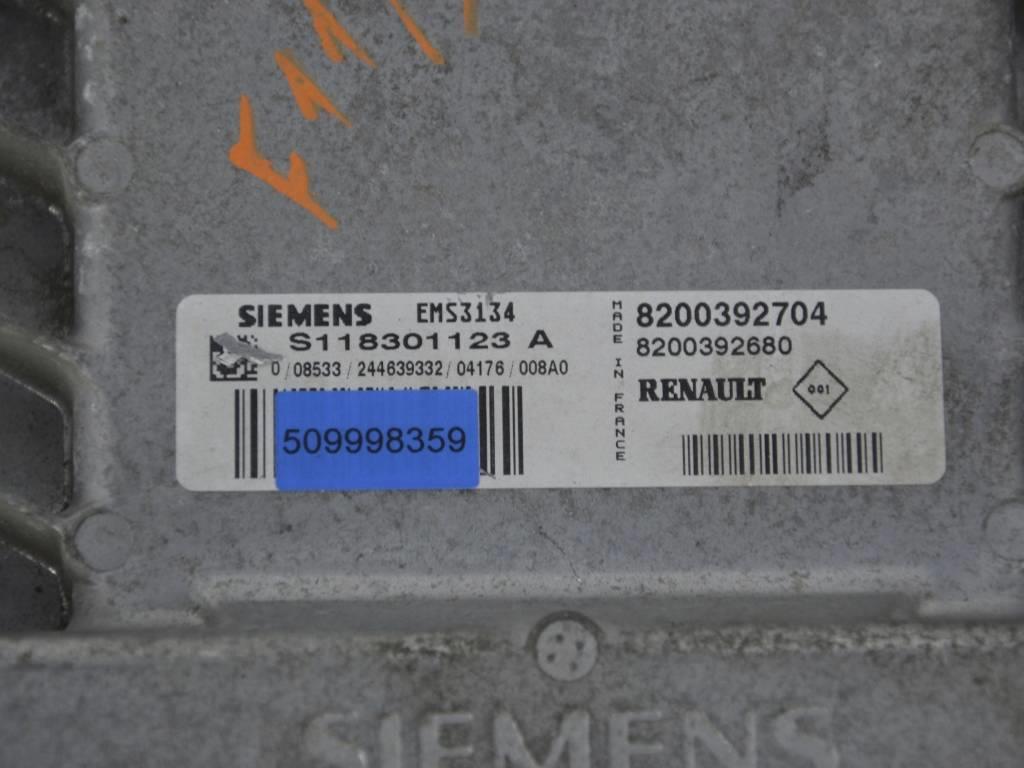 SIEMENS EMS3134
S118301123 A
0/08533/244639332/04176/008A0
509998359
MADE IN FRANCE
8200392704
8200392680
RENAULT 001
SIEMENS